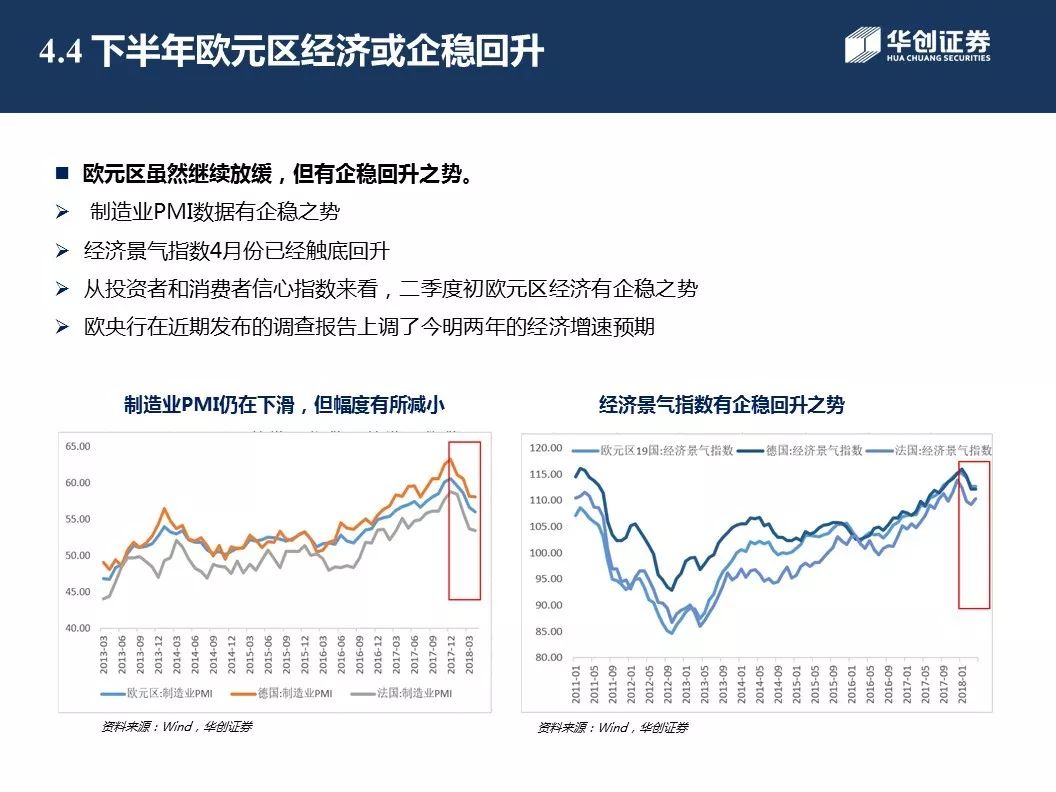 4.4 下半年欧元区经济或企稳回升
华创证券
HUA CHUANG SECURITIES
欧元区虽然继续放缓，但有企稳回升之势。
制造业PMI数据有企稳之势
经济景气指数4月份已经触底回升
从投资者和消费者信心指数来看，二季度初欧元区经济有企稳之势
欧央行在近期发布的调查报告上调了今明两年的经济增速预期
制造业PMI仍在下滑，但幅度有所减小
65.00
60.00
55.00
50.00
45.00
40.00
2013-03 2013-06 2013-09 2013-12 2014-03 2014-06 2014-09 2014-12 2015-03 2015-06 2015-09 2015-12 2016-03 2016-06 2016-09 2016-12 2017-03 2017-06 2017-09 2017-12 2018-03
欧元区:制造业PMI 德国:制造业PMI 法国:制造业PMI
资料来源：Wind，华创证券
经济景气指数有企稳回升之势
欧元区19国:经济景气指数 德国:经济景气指数 法国:经济景气指数
120.00
115.00
110.00
105.00
100.00
95.00
90.00
85.00
80.00
2011-01 2011-05 2011-09 2012-01 2012-05 2012-09 2013-01 2013-05 2013-09 2014-01 2014-05 2014-09 2015-01 2015-05 2015-09 2016-01 2016-05 2016-09 2017-01 2017-05 2017-09 2018-01
资料来源：Wind，华创证券